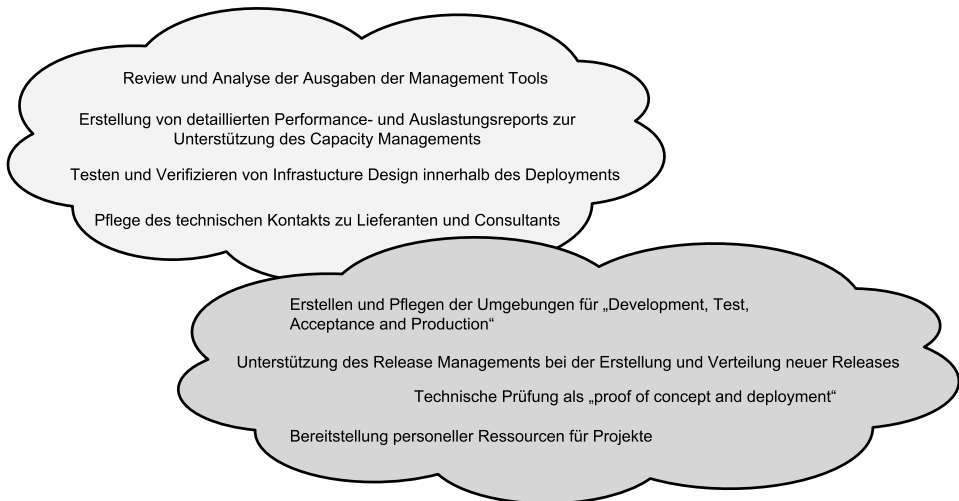 Review und Analyse der Ausgaben der Management Tools
Erstellung von detaillierten Performance- und Auslastungsreports zur
Unterstützung des Capacity Managements
Testen und Verifizieren von Infrastucture Design innerhalb des Deployments
Pflege des technischen Kontakts zu Lieferanten und Consultants
Erstellen und Pflegen der Umgebungen für „Development, Test,
Acceptance and Production“
Unterstützung des Release Managements bei der Erstellung und Verteilung neuer Releases
Technische Prüfung als „proof of concept and deployment“
Bereitstellung personeller Ressourcen für Projekte